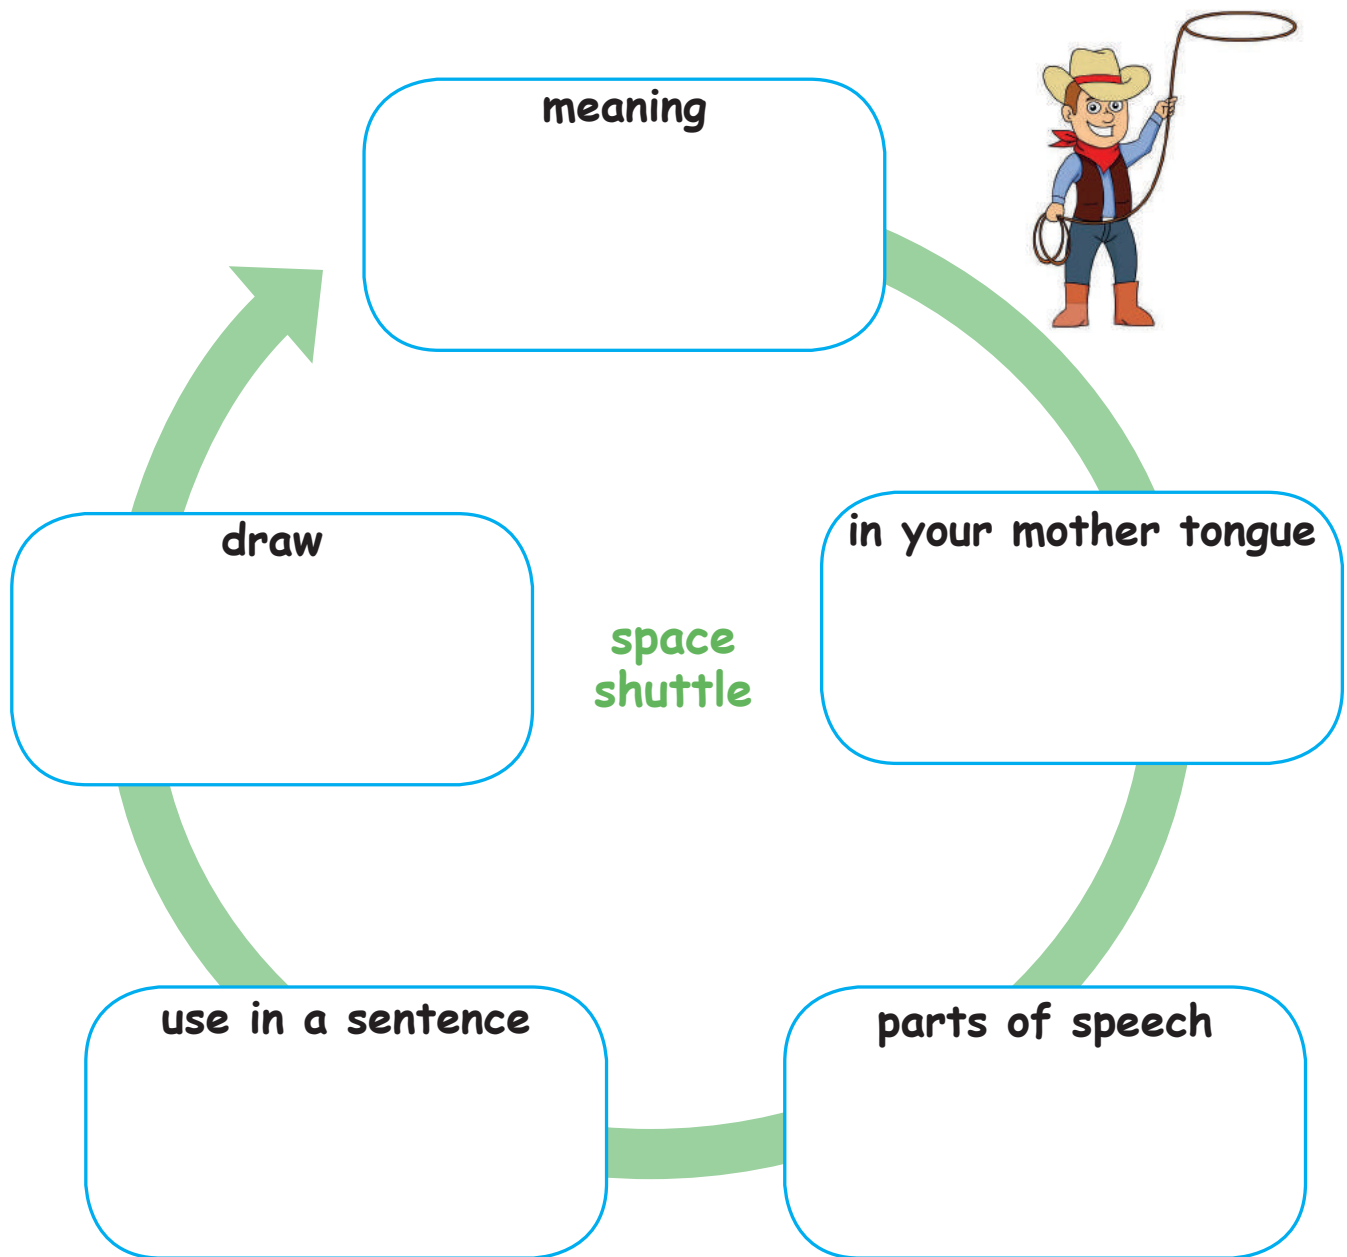 meaning
in your mother tongue
draw
space
shuttle
use in a sentence
parts of speech